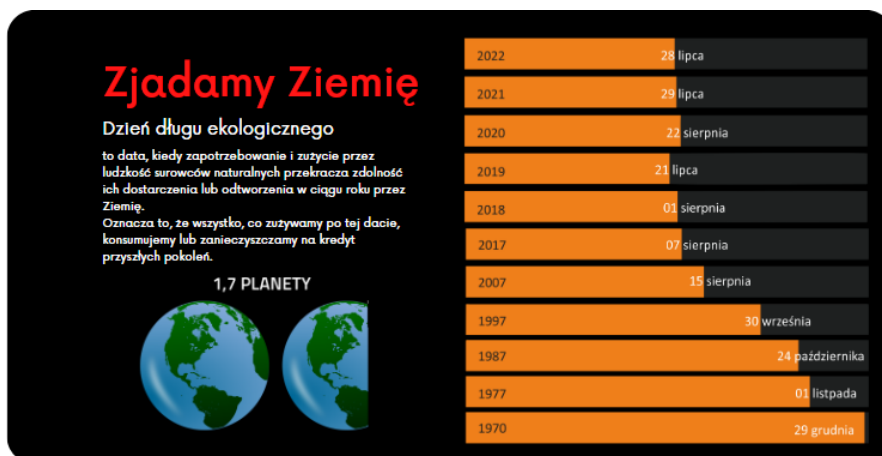 Zjadamy Ziemię
Dzień długu ekologicznego
to data, kiedy zapotrzebowanie i zużycie przez
ludzkość surowców naturalnych przekracza zdolność
ich dostarczenia lub odtworzenia w ciągu roku przez
Ziemię.
Oznacza to, że wszystko, co zużywamy po tej dacie,
konsumujemy lub zanieczyszczamy na kredyt
przyszłych pokoleń.
1,7 PLANETY
2022 28 lipca
2021 29 lipca
2020 22 sierpnia
2019 21 lipca
2018 01 sierpnia
2017 07 sierpnia
2007 15 sierpnia
1997 30 września
1987 24 października
1977 01 listpada
1970 29 grudnia